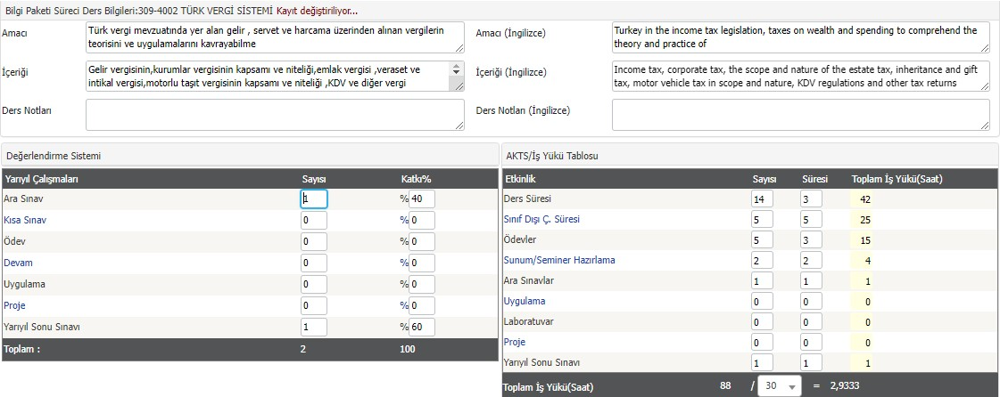 Bilgi Paketi Süreci Ders Bilgileri:309-4002 TÜRK VERGİ SİSTEMİ Kayıt değiştiriliyor...
Amacı
Türk vergi mevzuatında yer alan gelir , servet ve harcama üzerinden alınan vergilerin
teorisini ve uygulamalarını kavrayabilme
Amacı (İngilizce)
Turkey in the income tax legislation, taxes on wealth and spending to comprehend the
theory and practice of
İçeriği
Gelir vergisinin,kurumlar vergisinin kapsamı ve niteliği,emlak vergisi ,veraset ve
intikal vergisi,motorlu taşıt vergisinin kapsamı ve niteliği ,KDV ve diğer vergi
İçeriği (İngilizce)
Income tax, corporate tax, the scope and nature of the estate tax, inheritance and gift
tax, motor vehicle tax in scope and nature, KDV regulations and other tax returns
Ders Notları
Ders Notları (İngilizce)
Değerlendirme Sistemi
Yarıyıl Çalışmaları Sayısı Katkı%
Ara Sınav 1 %40
Kısa Sınav 0 %0
Ödev 0 %0
Devam 0 %0
Uygulama 0 %0
Proje 0 %0
Yarıyıl Sonu Sınavı 1 %60
Toplam : 2 100
AKTS/İş Yükü Tablosu
Etkinlik Sayısı Süresi Toplam İş Yükü(Saat)
Ders Süresi 14 3 42
Sınıf Dışı Ç. Süresi 5 5 25
Ödevler 5 3 15
Sunum/Seminer Hazırlama 2 2 4
Ara Sınavlar 1 1 1
Uygulama 0 0 0
Laboratuvar 0 0 0
Proje 0 0 0
Yarıyıl Sonu Sınavı 1 1 1
Toplam İş Yükü(Saat) 88 / 30 = 2,9333